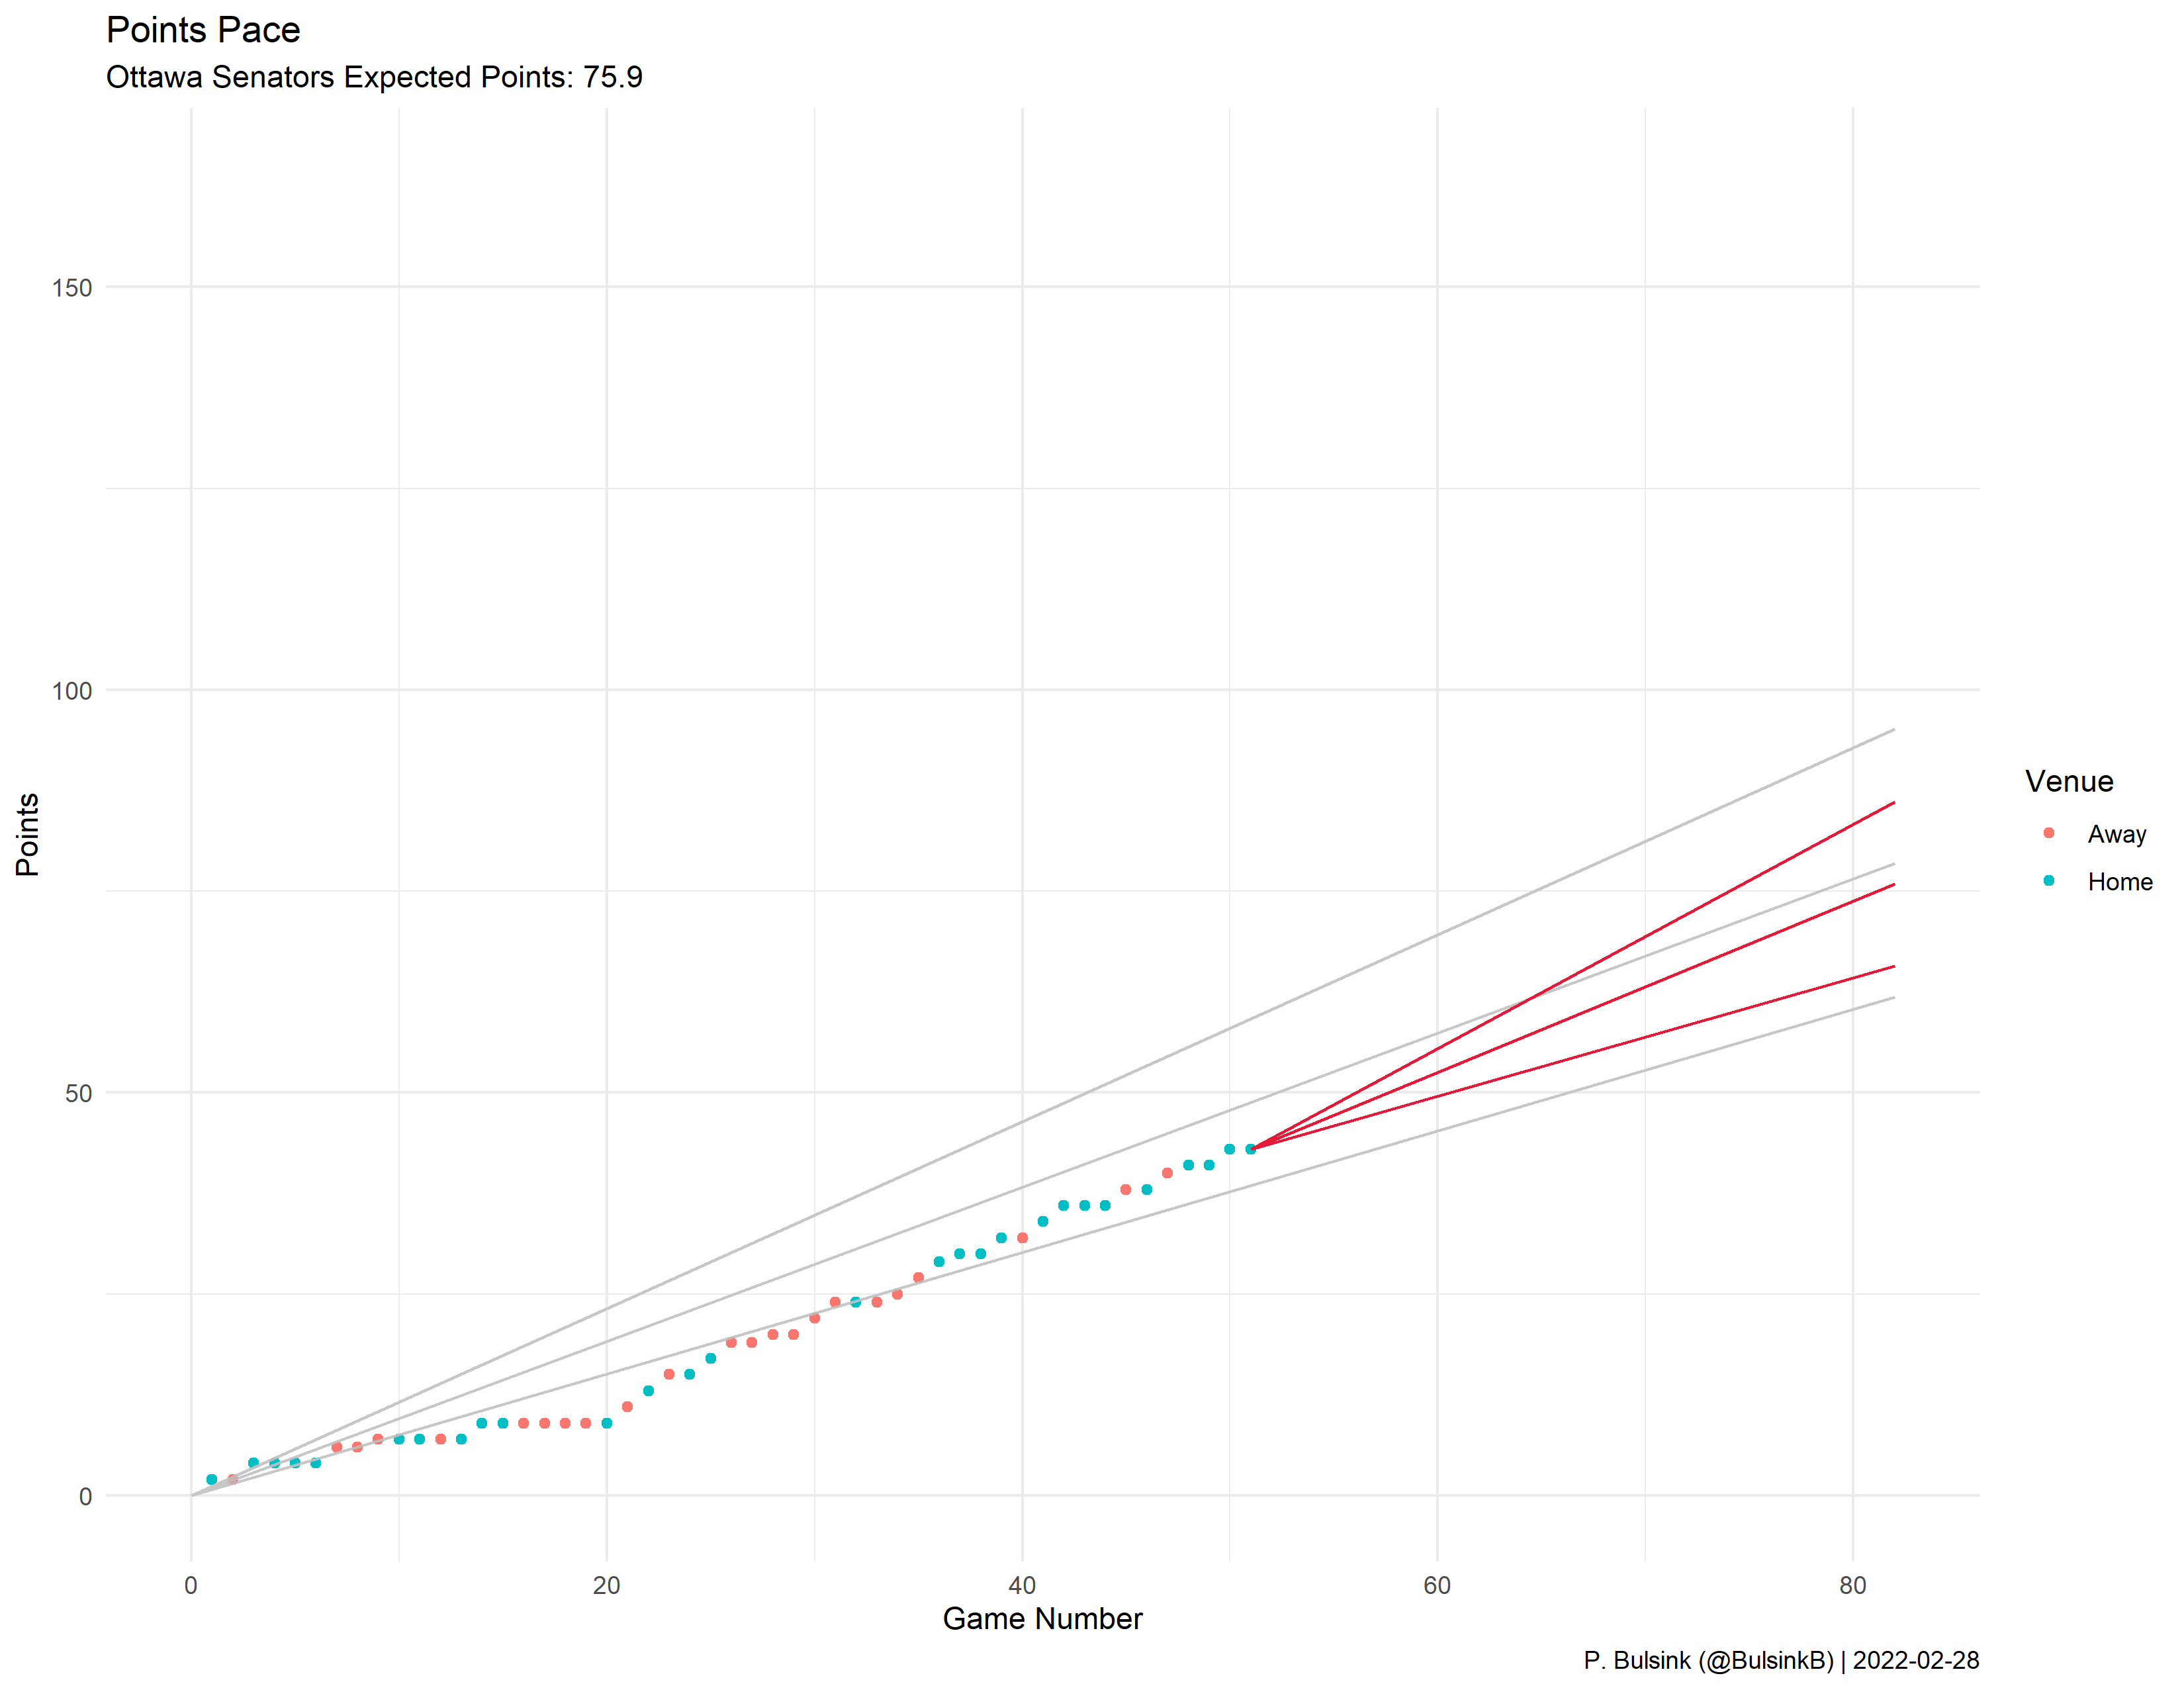 Points Pace
Ottawa Senators Expected Points: 75.9
150
100
50
0
Points
0 20 40 60 80
Game Number
Venue
Away
Home
P. Bulsink (@BulsinkB) | 2022-02-28